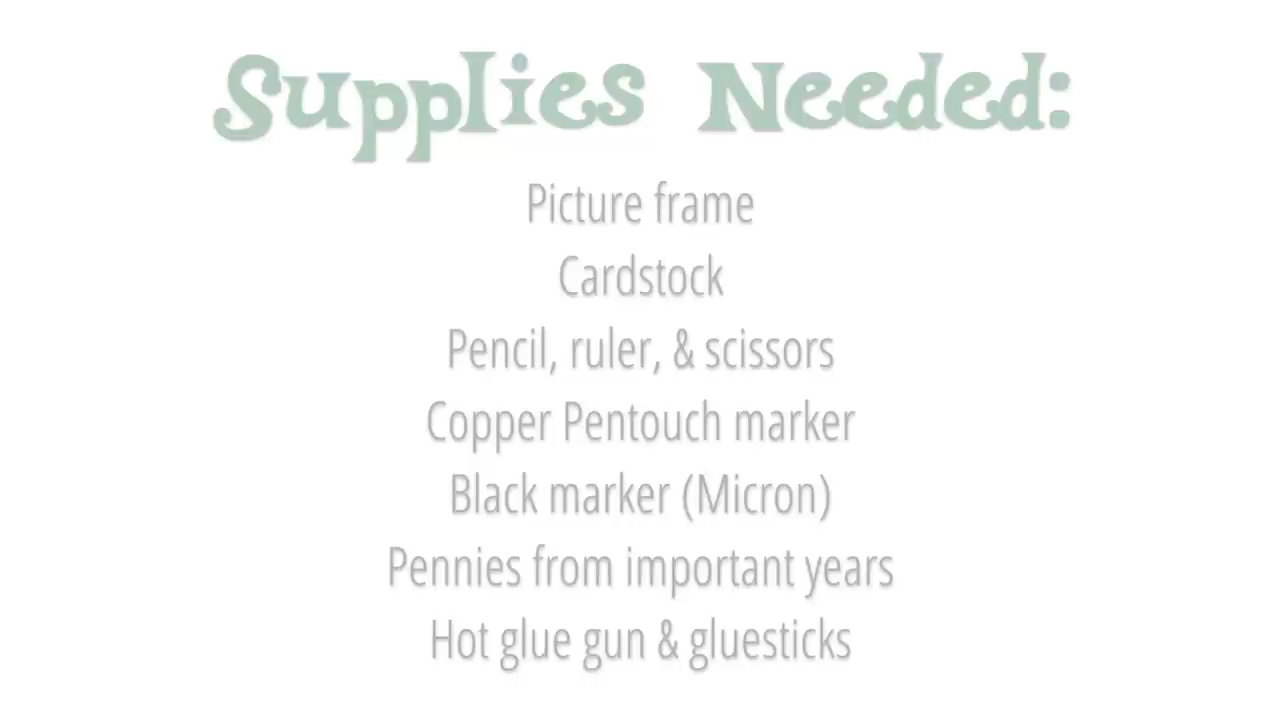 Supplies Needed:
Picture frame
Cardstock
Pencil, ruler, & scissors
Copper Pentouch marker
Black marker (Micron)
Pennies from important years
Hot glue gun & gluesticks